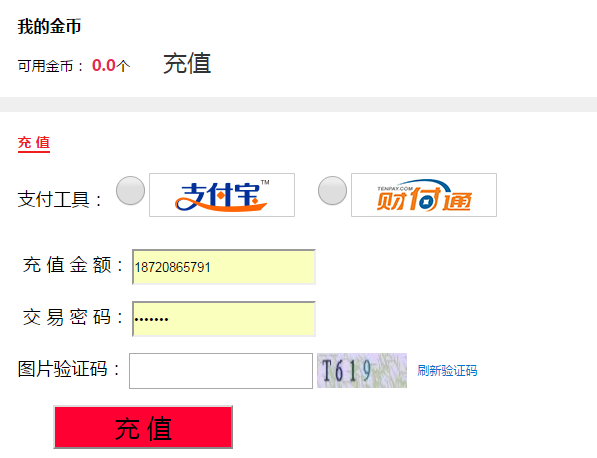 我的金币
可用金币： 0.0个 充值
充 值
支付工具： 支付宝™ TENPAY.COM 财付通
充 值 金 额： 18720865791
交 易 密 码： •••••••
图片验证码： T619 刷新验证码
充 值